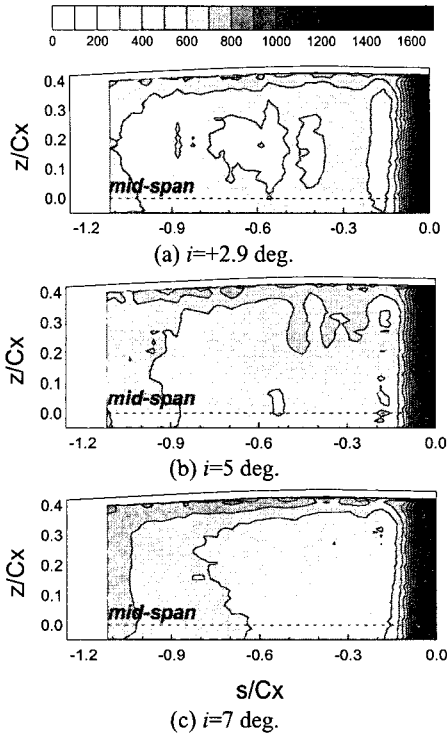 0 200 400 600 800 1000 1200 1400 1600
z/Cx
0.4
0.3
0.2
0.1
0.0
mid-span
-1.2 -0.9 -0.6 -0.3 0.0
(a) i=+2.9 deg.
z/Cx
0.4
0.3
0.2
0.1
0.0
mid-span
-1.2 -0.9 -0.6 -0.3 0.0
(b) i=5 deg.
z/Cx
0.4
0.3
0.2
0.1
0.0
mid-span
-1.2 -0.9 -0.6 -0.3 0.0
s/Cx
(c) i=7 deg.